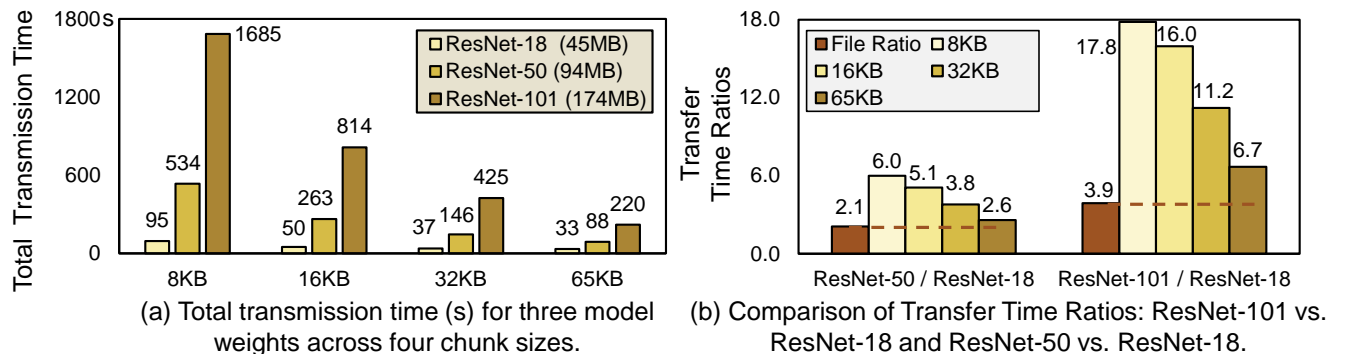 Total Transmission Time
1800s
1200
600
0
95
534
1685
50
263
814
37
146
425
33
88
220
ResNet-18 (45MB)
ResNet-50 (94MB)
ResNet-101 (174MB)
8KB
16KB
32KB
65KB
(a) Total transmission time (s) for three model
weights across four chunk sizes.
Transfer
Time Ratios
18.0
12.0
6.0
0.0
File Ratio
8KB
16KB
32KB
65KB
2.1
6.0
5.1
3.8
2.6
3.9
17.8
16.0
11.2
6.7
ResNet-50 / ResNet-18
ResNet-101 / ResNet-18
(b) Comparison of Transfer Time Ratios: ResNet-101 vs.
ResNet-18 and ResNet-50 vs. ResNet-18.